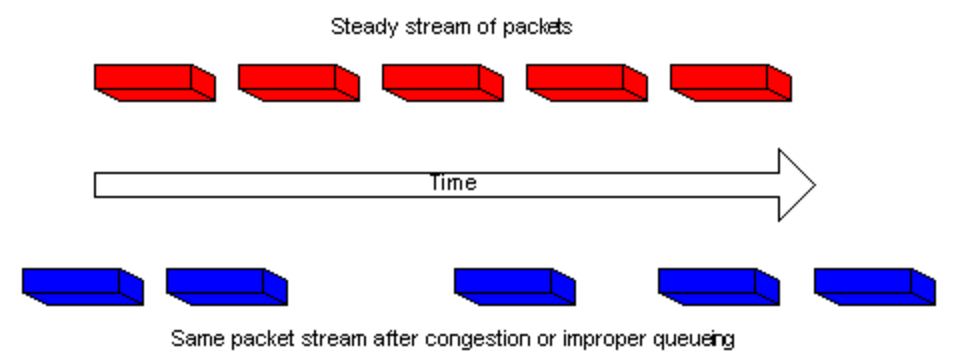 Steady stream of packets
Time
Same packet stream after congestion or improper queueing